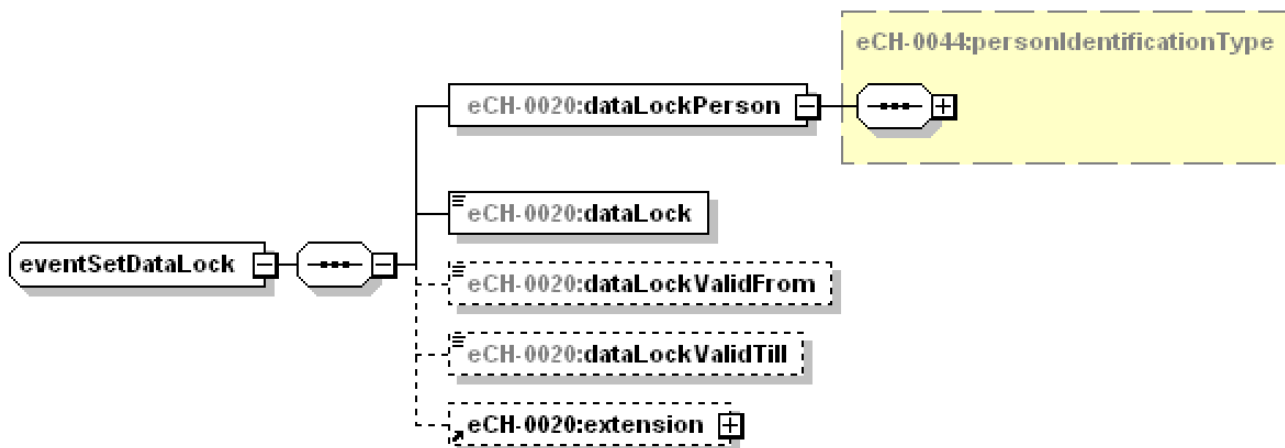 eCH-0044:personIdentificationType
eCH-0020:dataLockPerson
eCH-0020:dataLock
eventSetDataLock
eCH-0020:dataLockValidFrom
eCH-0020:dataLockValidTill
eCH-0020:extension